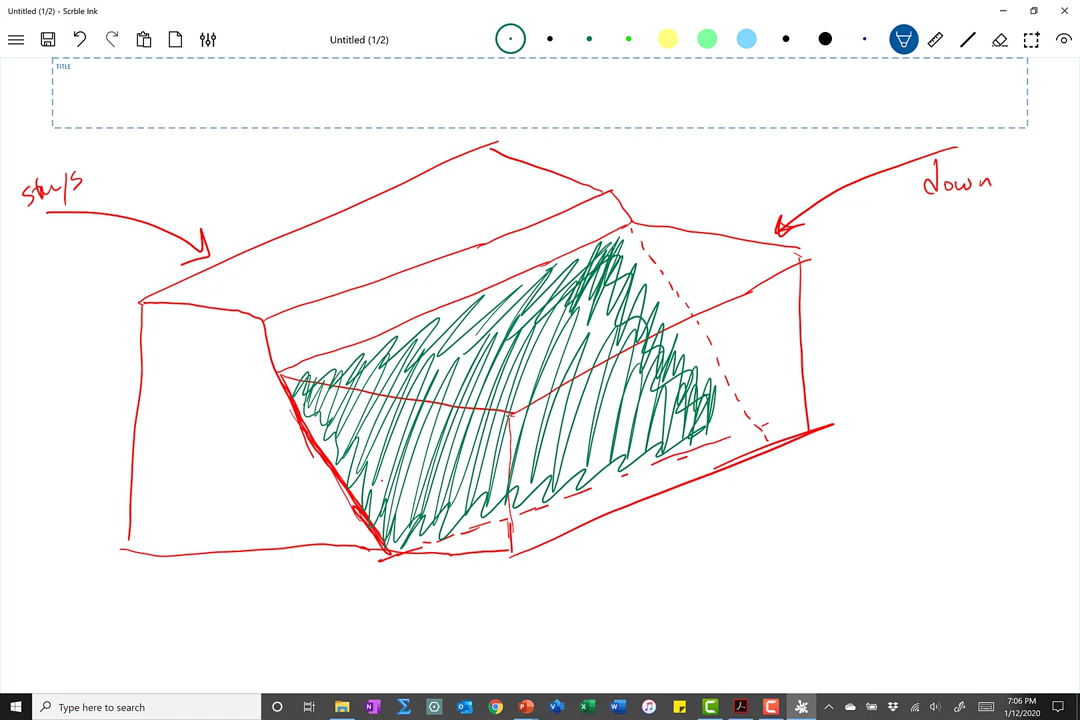 Untitled (1/2) - Scrble Ink
Untitled (1/2)
TITLE
stays
down
Type here to search
7:06 PM
1/12/2020